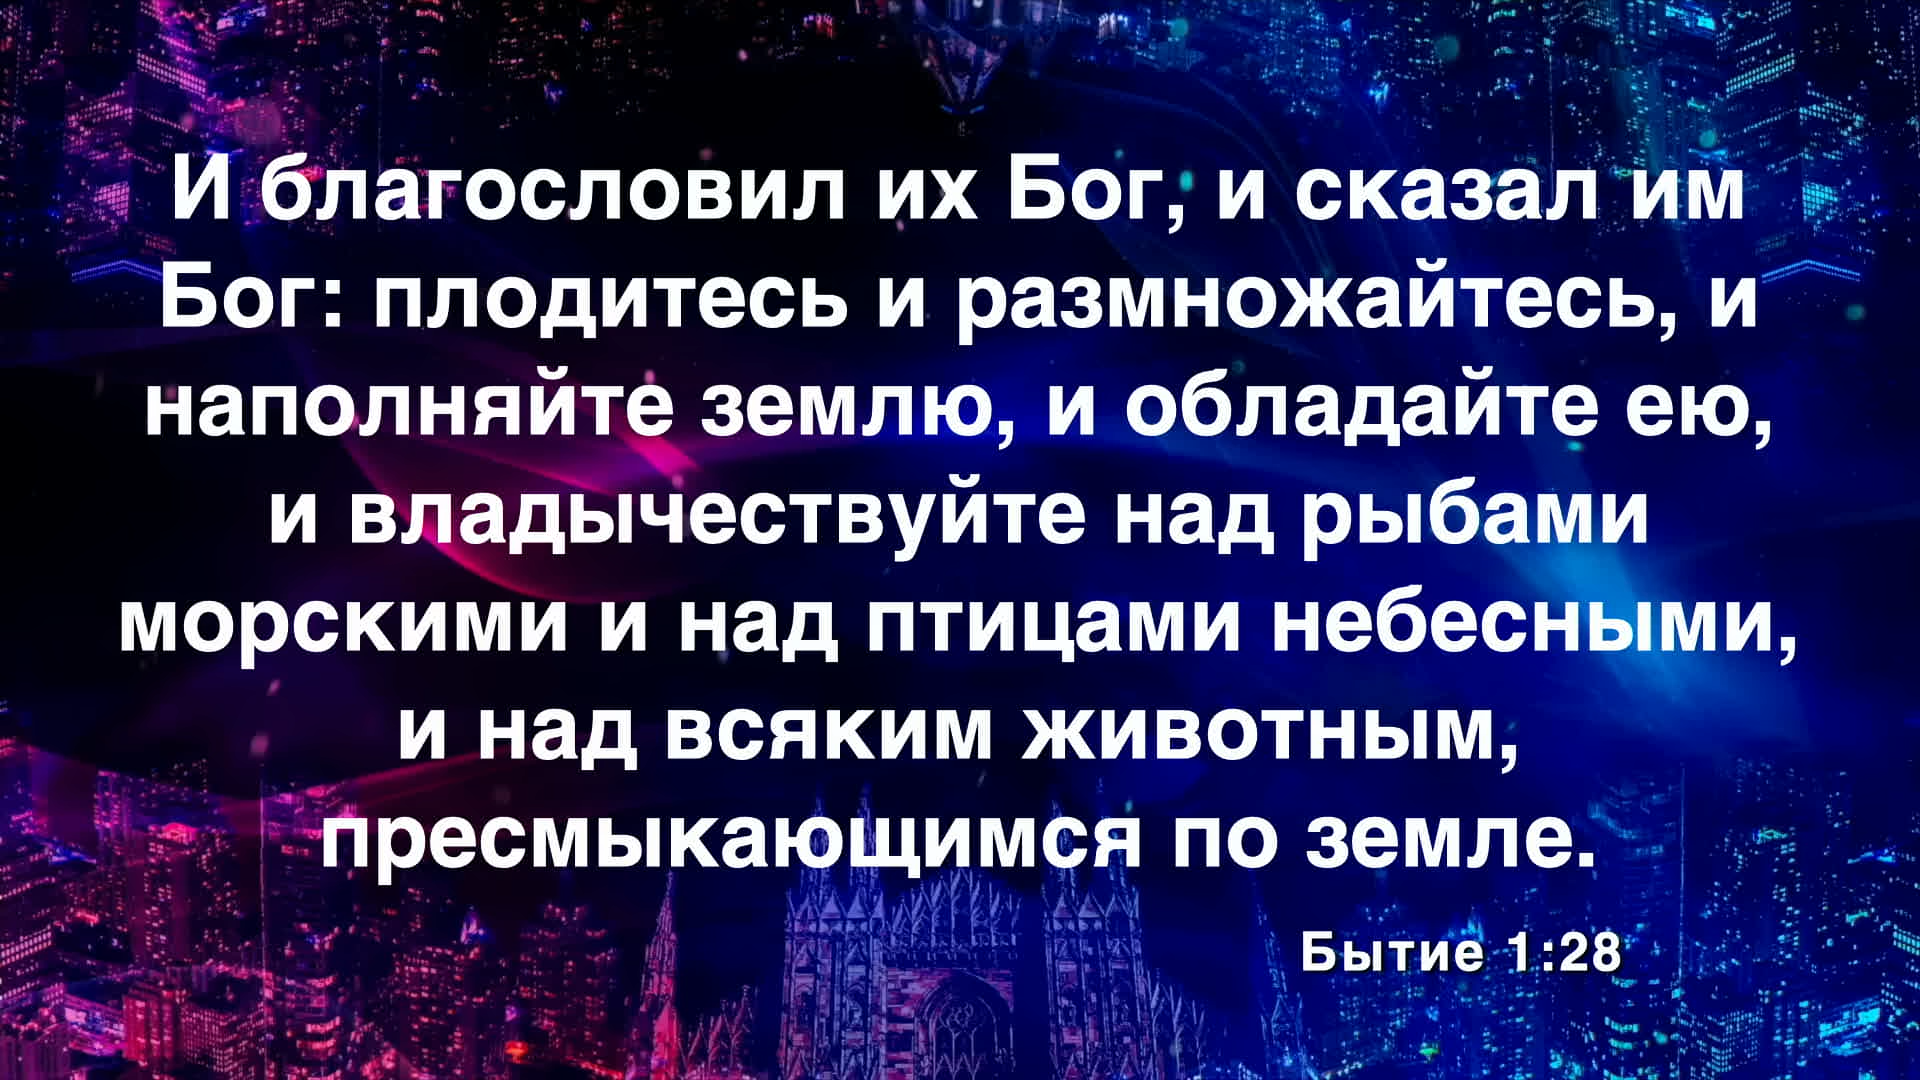 И благословил их Бог, и сказал им
Бог: плодитесь и размножайтесь, и
наполняйте землю, и обладайте ею,
и владычествуйте над рыбами
морскими и над птицами небесными,
и над всяким животным,
пресмыкающимся по земле.
Бытие 1:28